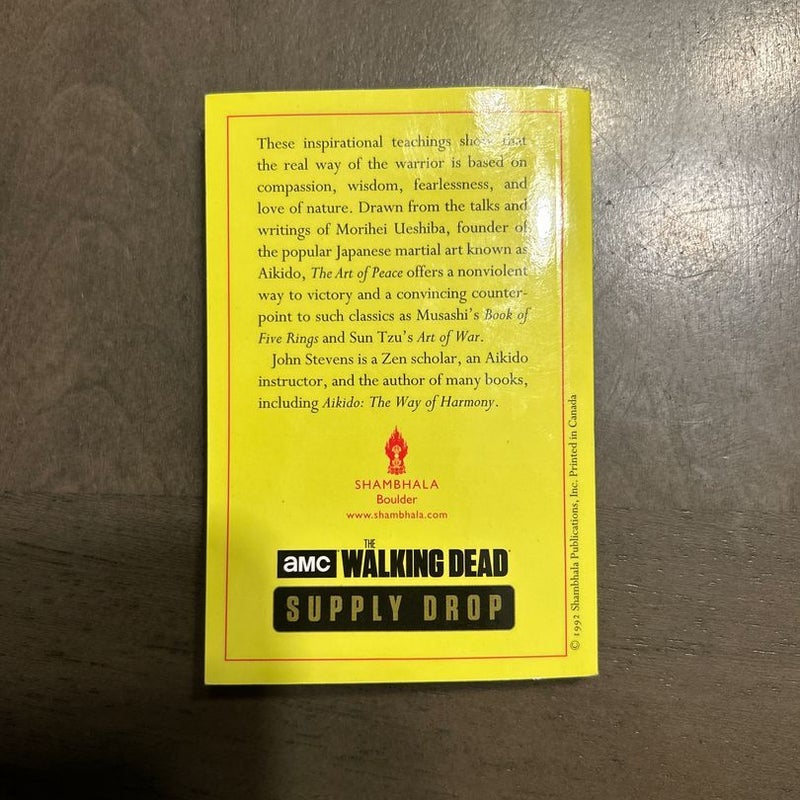 These inspirational teachings show that
the real way of the warrior is based on
compassion, wisdom, fearlessness, and
love of nature. Drawn from the talks and
writings of Morihei Ueshiba, founder of
the popular Japanese martial art known as
Aikido, The Art of Peace offers a nonviolent
way to victory and a convincing counter-
point to such classics as Musashi's Book of
Five Rings and Sun Tzu's Art of War.
John Stevens is a Zen scholar, an Aikido
instructor, and the author of many books,
including Aikido: The Way of Harmony.
SHAMBHALA
Boulder
www.shambhala.com
© 1992 Shambhala Publications, Inc. Printed in Canada
amc THE WALKING DEAD
SUPPLY DROP